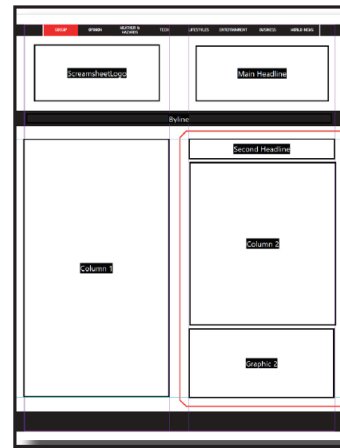 GOSSIP OPINION WEATHER & HAZARDS TECH LIFESTYLES ENTERTAINMENT BUSINESS WORLD NEWS
ScreamsheetLogo
Main Headline
Byline
Second Headline
Column 1
Column 2
Graphic 2